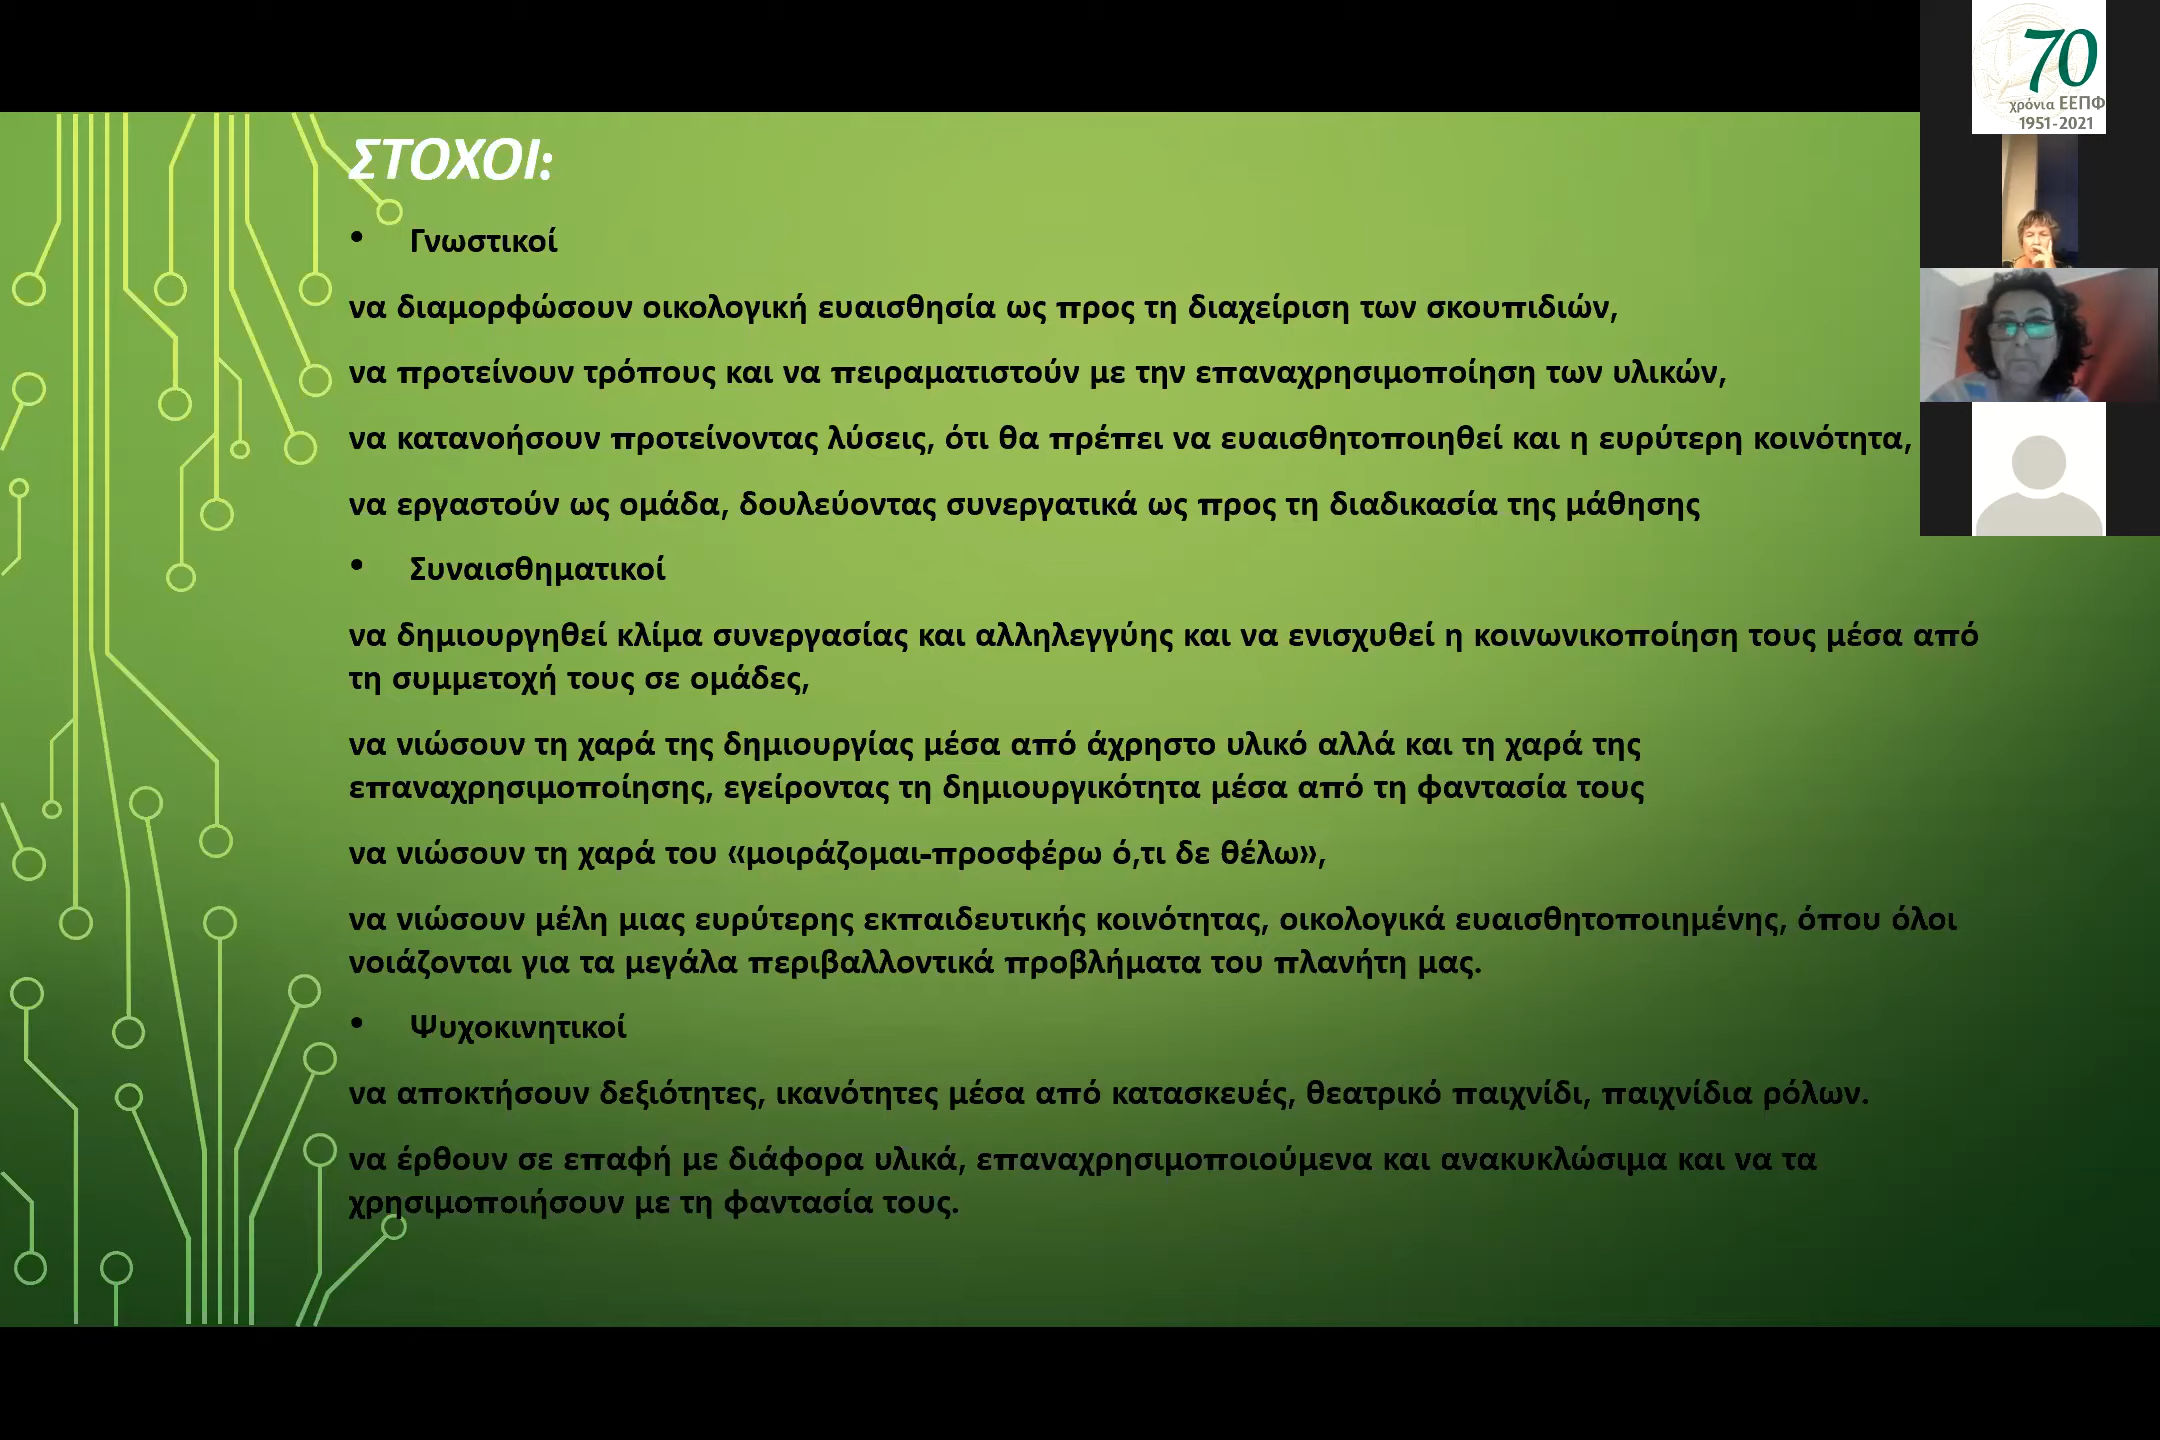 ΣΤΟΧΟΙ:
• Γνωστικοί
να διαμορφώσουν οικολογική ευαισθησία ως προς τη διαχείριση των σκουπιδιών,
να προτείνουν τρόπους και να πειραματιστούν με την επαναχρησιμοποίηση των υλικών,
να κατανοήσουν προτείνοντας λύσεις, ότι θα πρέπει να ευαισθητοποιηθεί και η ευρύτερη κοινότητα,
να εργαστούν ως ομάδα, δουλεύοντας συνεργατικά ως προς τη διαδικασία της μάθησης
• Συναισθηματικοί
να δημιουργηθεί κλίμα συνεργασίας και αλληλεγγύης και να ενισχυθεί η κοινωνικοποίηση τους μέσα από
τη συμμετοχή τους σε ομάδες,
να νιώσουν τη χαρά της δημιουργίας μέσα από άχρηστο υλικό αλλά και τη χαρά της
επαναχρησιμοποίησης, εγείροντας τη δημιουργικότητα μέσα από τη φαντασία τους
να νιώσουν τη χαρά του «μοιράζομαι-προσφέρω ό,τι δε θέλω»,
να νιώσουν μέλη μιας ευρύτερης εκπαιδευτικής κοινότητας, οικολογικά ευαισθητοποιημένης, όπου όλοι
νοιάζονται για τα μεγάλα περιβαλλοντικά προβλήματα του πλανήτη μας.
• Ψυχοκινητικοί
να αποκτήσουν δεξιότητες, ικανότητες μέσα από κατασκευές, θεατρικό παιχνίδι, παιχνίδια ρόλων.
να έρθουν σε επαφή με διάφορα υλικά, επαναχρησιμοποιούμενα και ανακυκλώσιμα και να τα
χρησιμοποιήσουν με τη φαντασία τους.
70
χρόνια ΕΕΠΦ
1951-2021